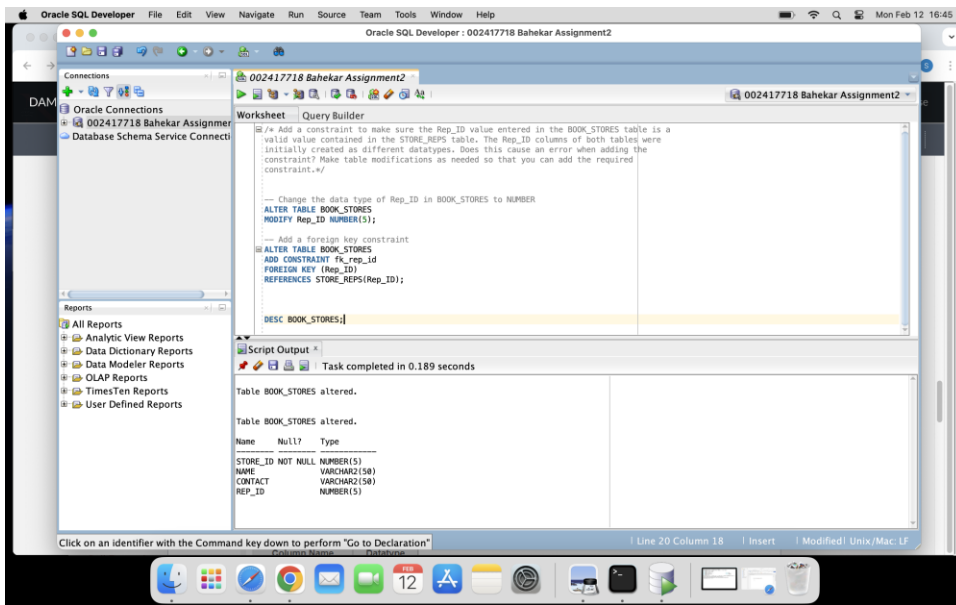 Oracle SQL Developer File Edit View Navigate Run Source Team Tools Window Help Mon Feb 12 16:45
Oracle SQL Developer : 002417718 Bahekar Assignment2
Connections
Oracle Connections
002417718 Bahekar Assignmer
Database Schema Service Connecti
DAM
Reports
All Reports
Analytic View Reports
Data Dictionary Reports
Data Modeler Reports
OLAP Reports
TimesTen Reports
User Defined Reports
002417718 Bahekar Assignment2
002417718 Bahekar Assignment2
Worksheet Query Builder
/* Add a constraint to make sure the Rep_ID value entered in the BOOK_STORES table is a
valid value contained in the STORE_REPS table. The Rep_ID columns of both tables were
initially created as different datatypes. Does this cause an error when adding the
constraint? Make table modifications as needed so that you can add the required
constraint.*/
-- Change the data type of Rep_ID in BOOK_STORES to NUMBER
ALTER TABLE BOOK_STORES
MODIFY Rep_ID NUMBER(5);
-- Add a foreign key constraint
ALTER TABLE BOOK_STORES
ADD CONSTRAINT fk_rep_id
FOREIGN KEY (Rep_ID)
REFERENCES STORE_REPS(Rep_ID);
DESC BOOK_STORES;
Script Output
Task completed in 0.189 seconds
Table BOOK_STORES altered.
Table BOOK_STORES altered.
Name Null? Type
-------- -------- ------------
STORE_ID NOT NULL NUMBER(5)
NAME VARCHAR2(50)
CONTACT VARCHAR2(50)
REP_ID NUMBER(5)
Click on an identifier with the Command key down to perform "Go to Declaration"
Line 20 Column 18 Insert Modified Unix/Mac: LF
Column Name Datatype
FEB
12